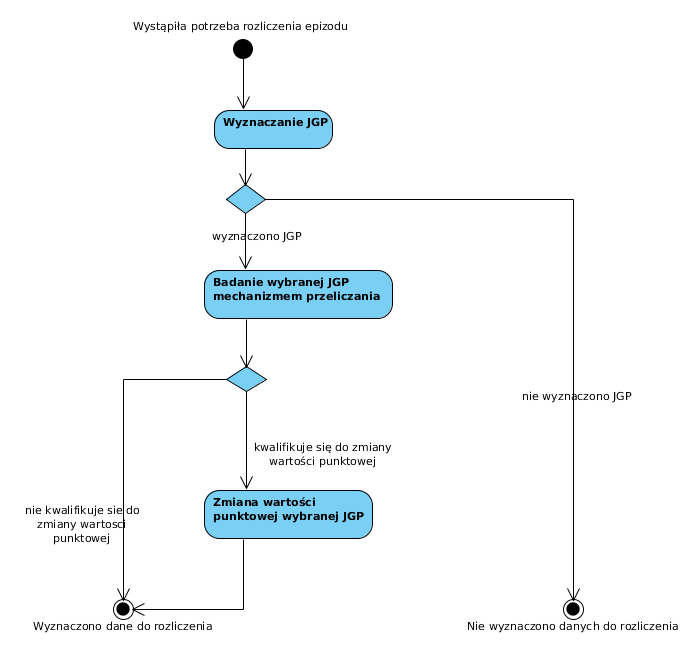 Wystąpiła potrzeba rozliczenia epizodu
Wyznaczanie JGP
wyznaczono JGP
Badanie wybranej JGP
mechanizmem przeliczania
nie wyznaczono JGP
kwalifikuje się do zmiany
wartości punktowej
Zmiana wartości
punktowej wybranej JGP
nie kwalifikuje sie do
zmiany wartosci
punktowej
Wyznaczono dane do rozliczenia
Nie wyznaczono danych do rozliczenia